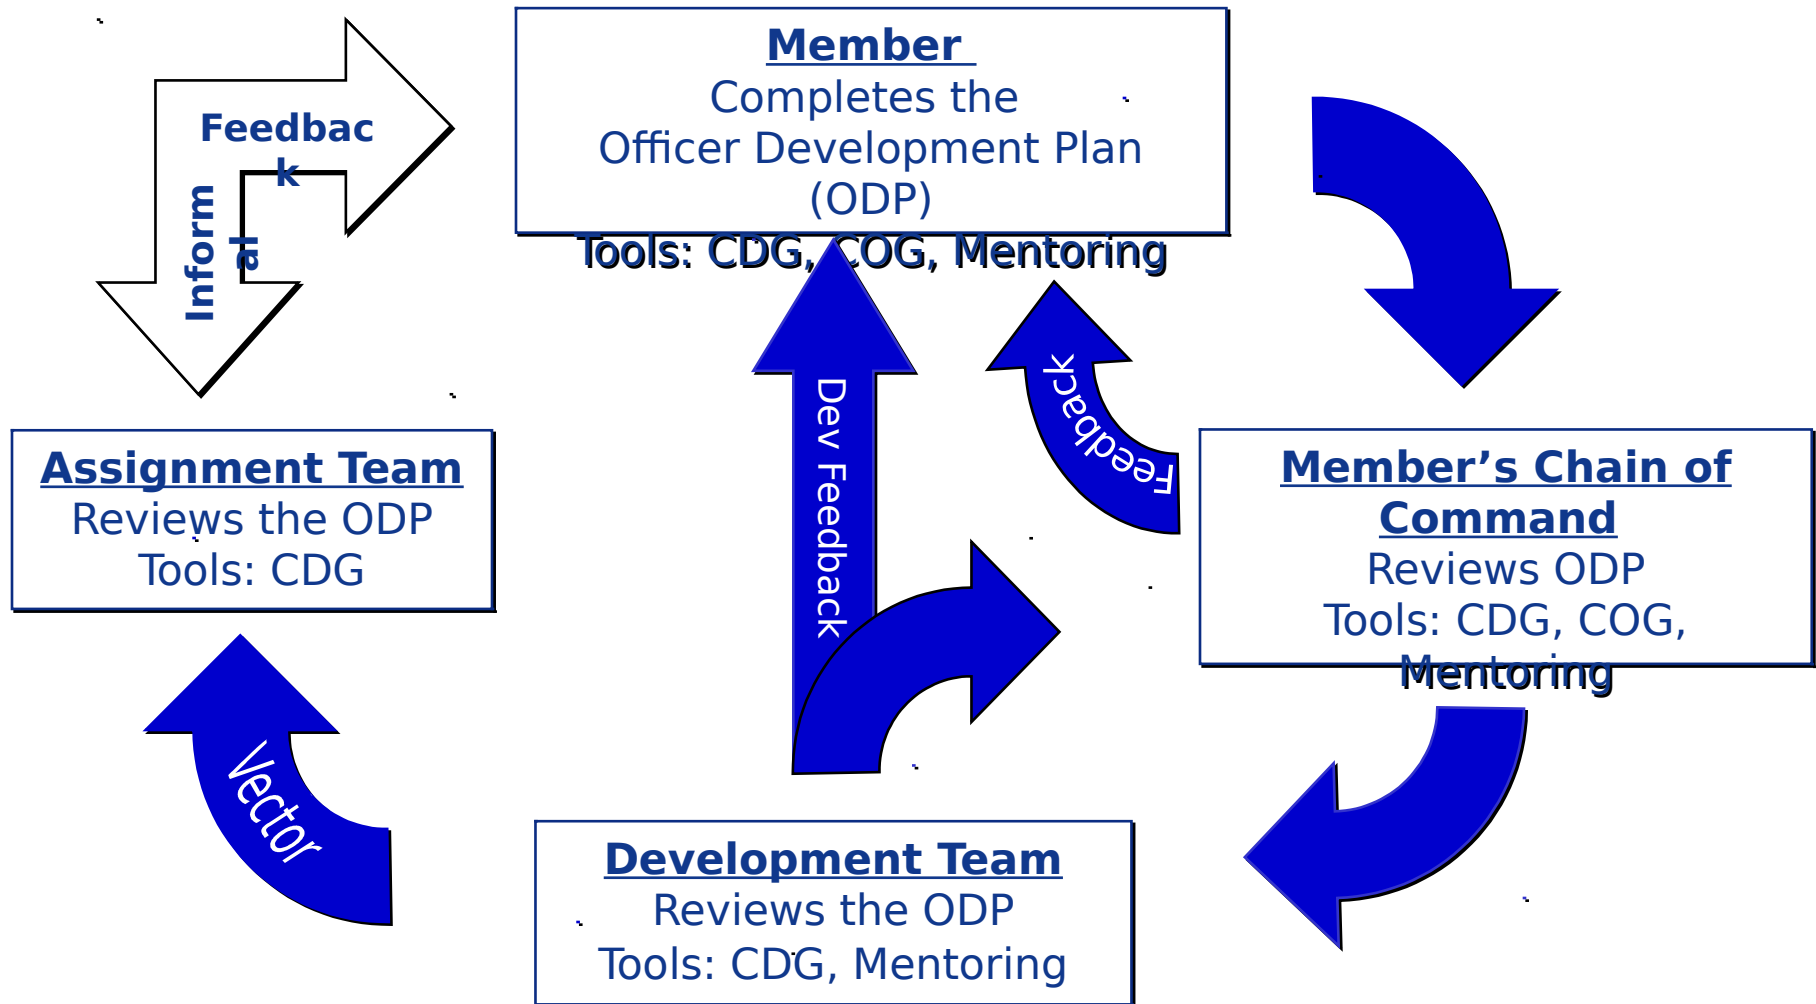 Member
Completes the
Officer Development Plan
(ODP)
Tools: CDG, COG, Mentoring
Feedbac
k
Inform
al
Dev Feedback
Feedback
Assignment Team
Reviews the ODP
Tools: CDG
Member’s Chain of
Command
Reviews ODP
Tools: CDG, COG,
Mentoring
Vector
Development Team
Reviews the ODP
Tools: CDG, Mentoring